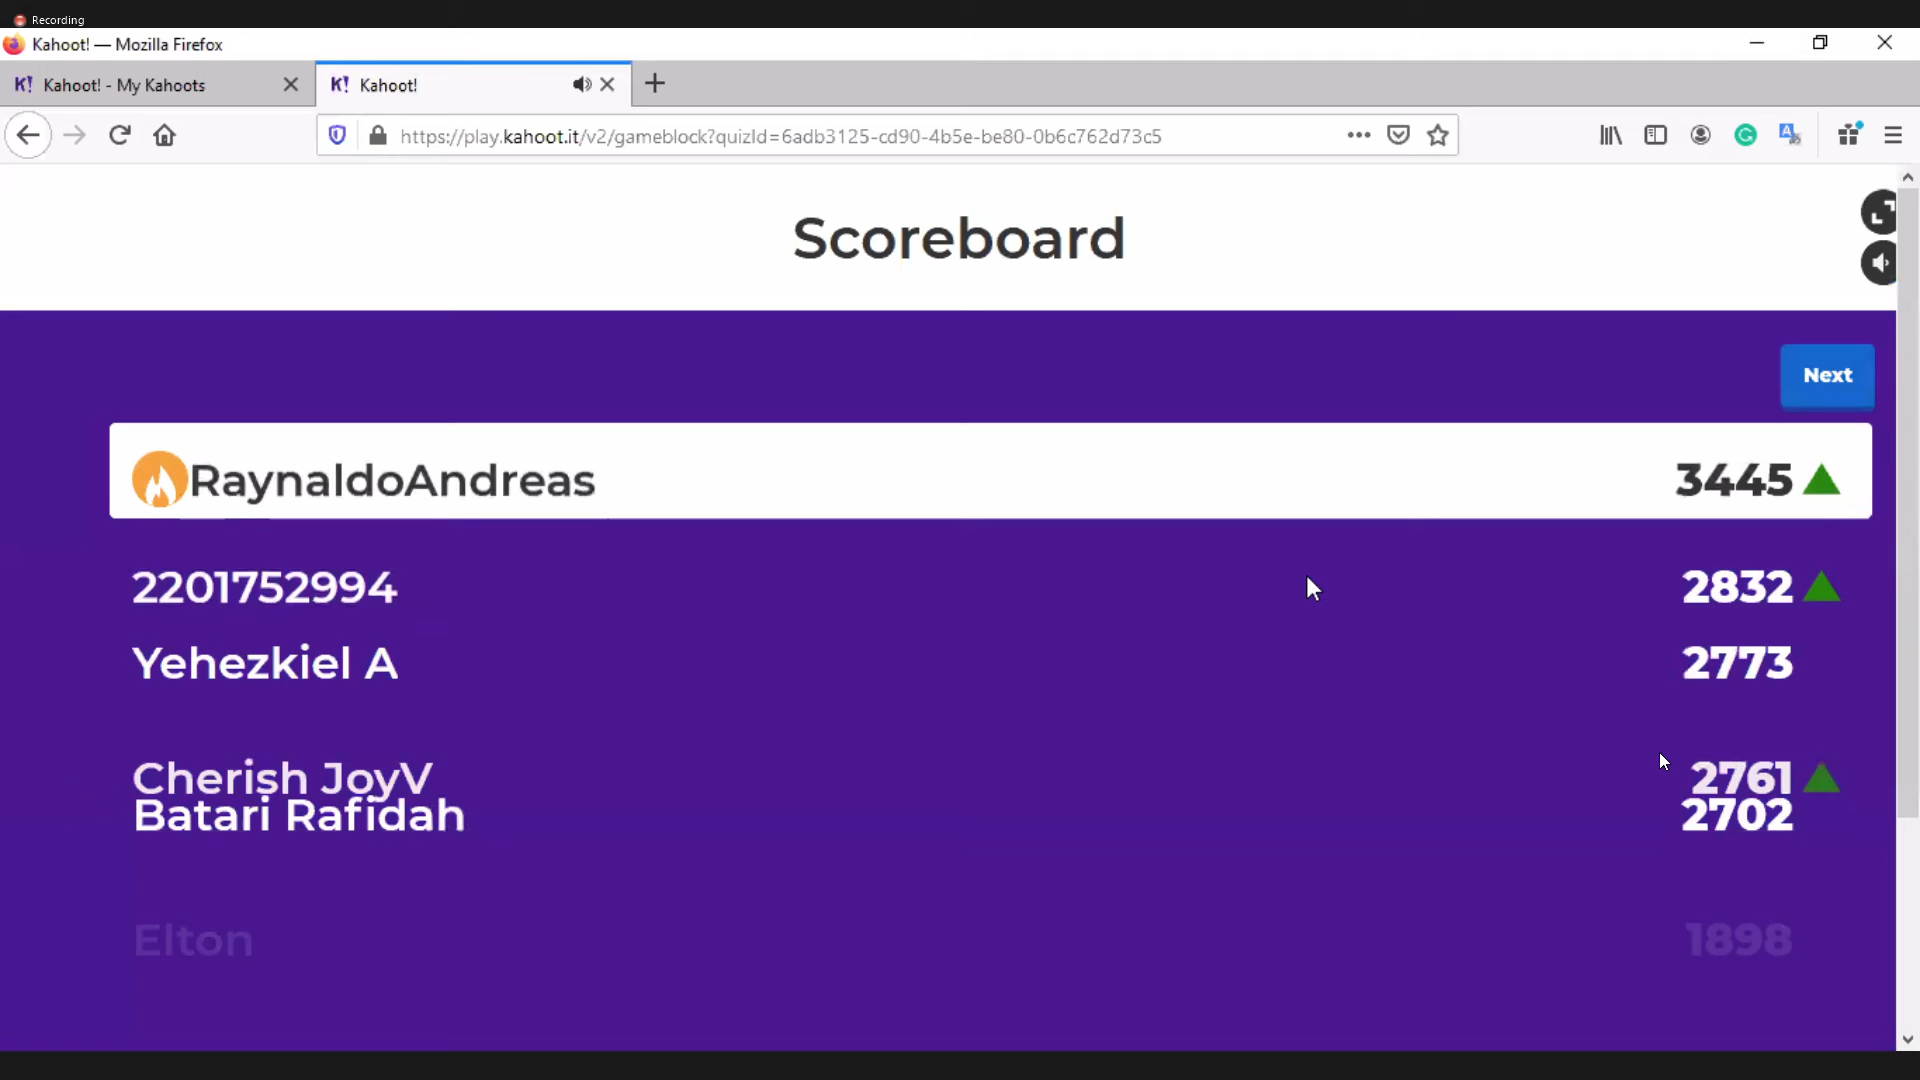 Recording
Kahoot! — Mozilla Firefox
K! Kahoot! - My Kahoots
K! Kahoot!
https://play.kahoot.it/v2/gameblock?quizId=6adb3125-cd90-4b5e-be80-0b6c762d73c5
Scoreboard
Next
RaynaldoAndreas 3445
2201752994 2832
Yehezkiel A 2773
Cherish JoyV 2761
Batari Rafidah 2702
Elton 1898